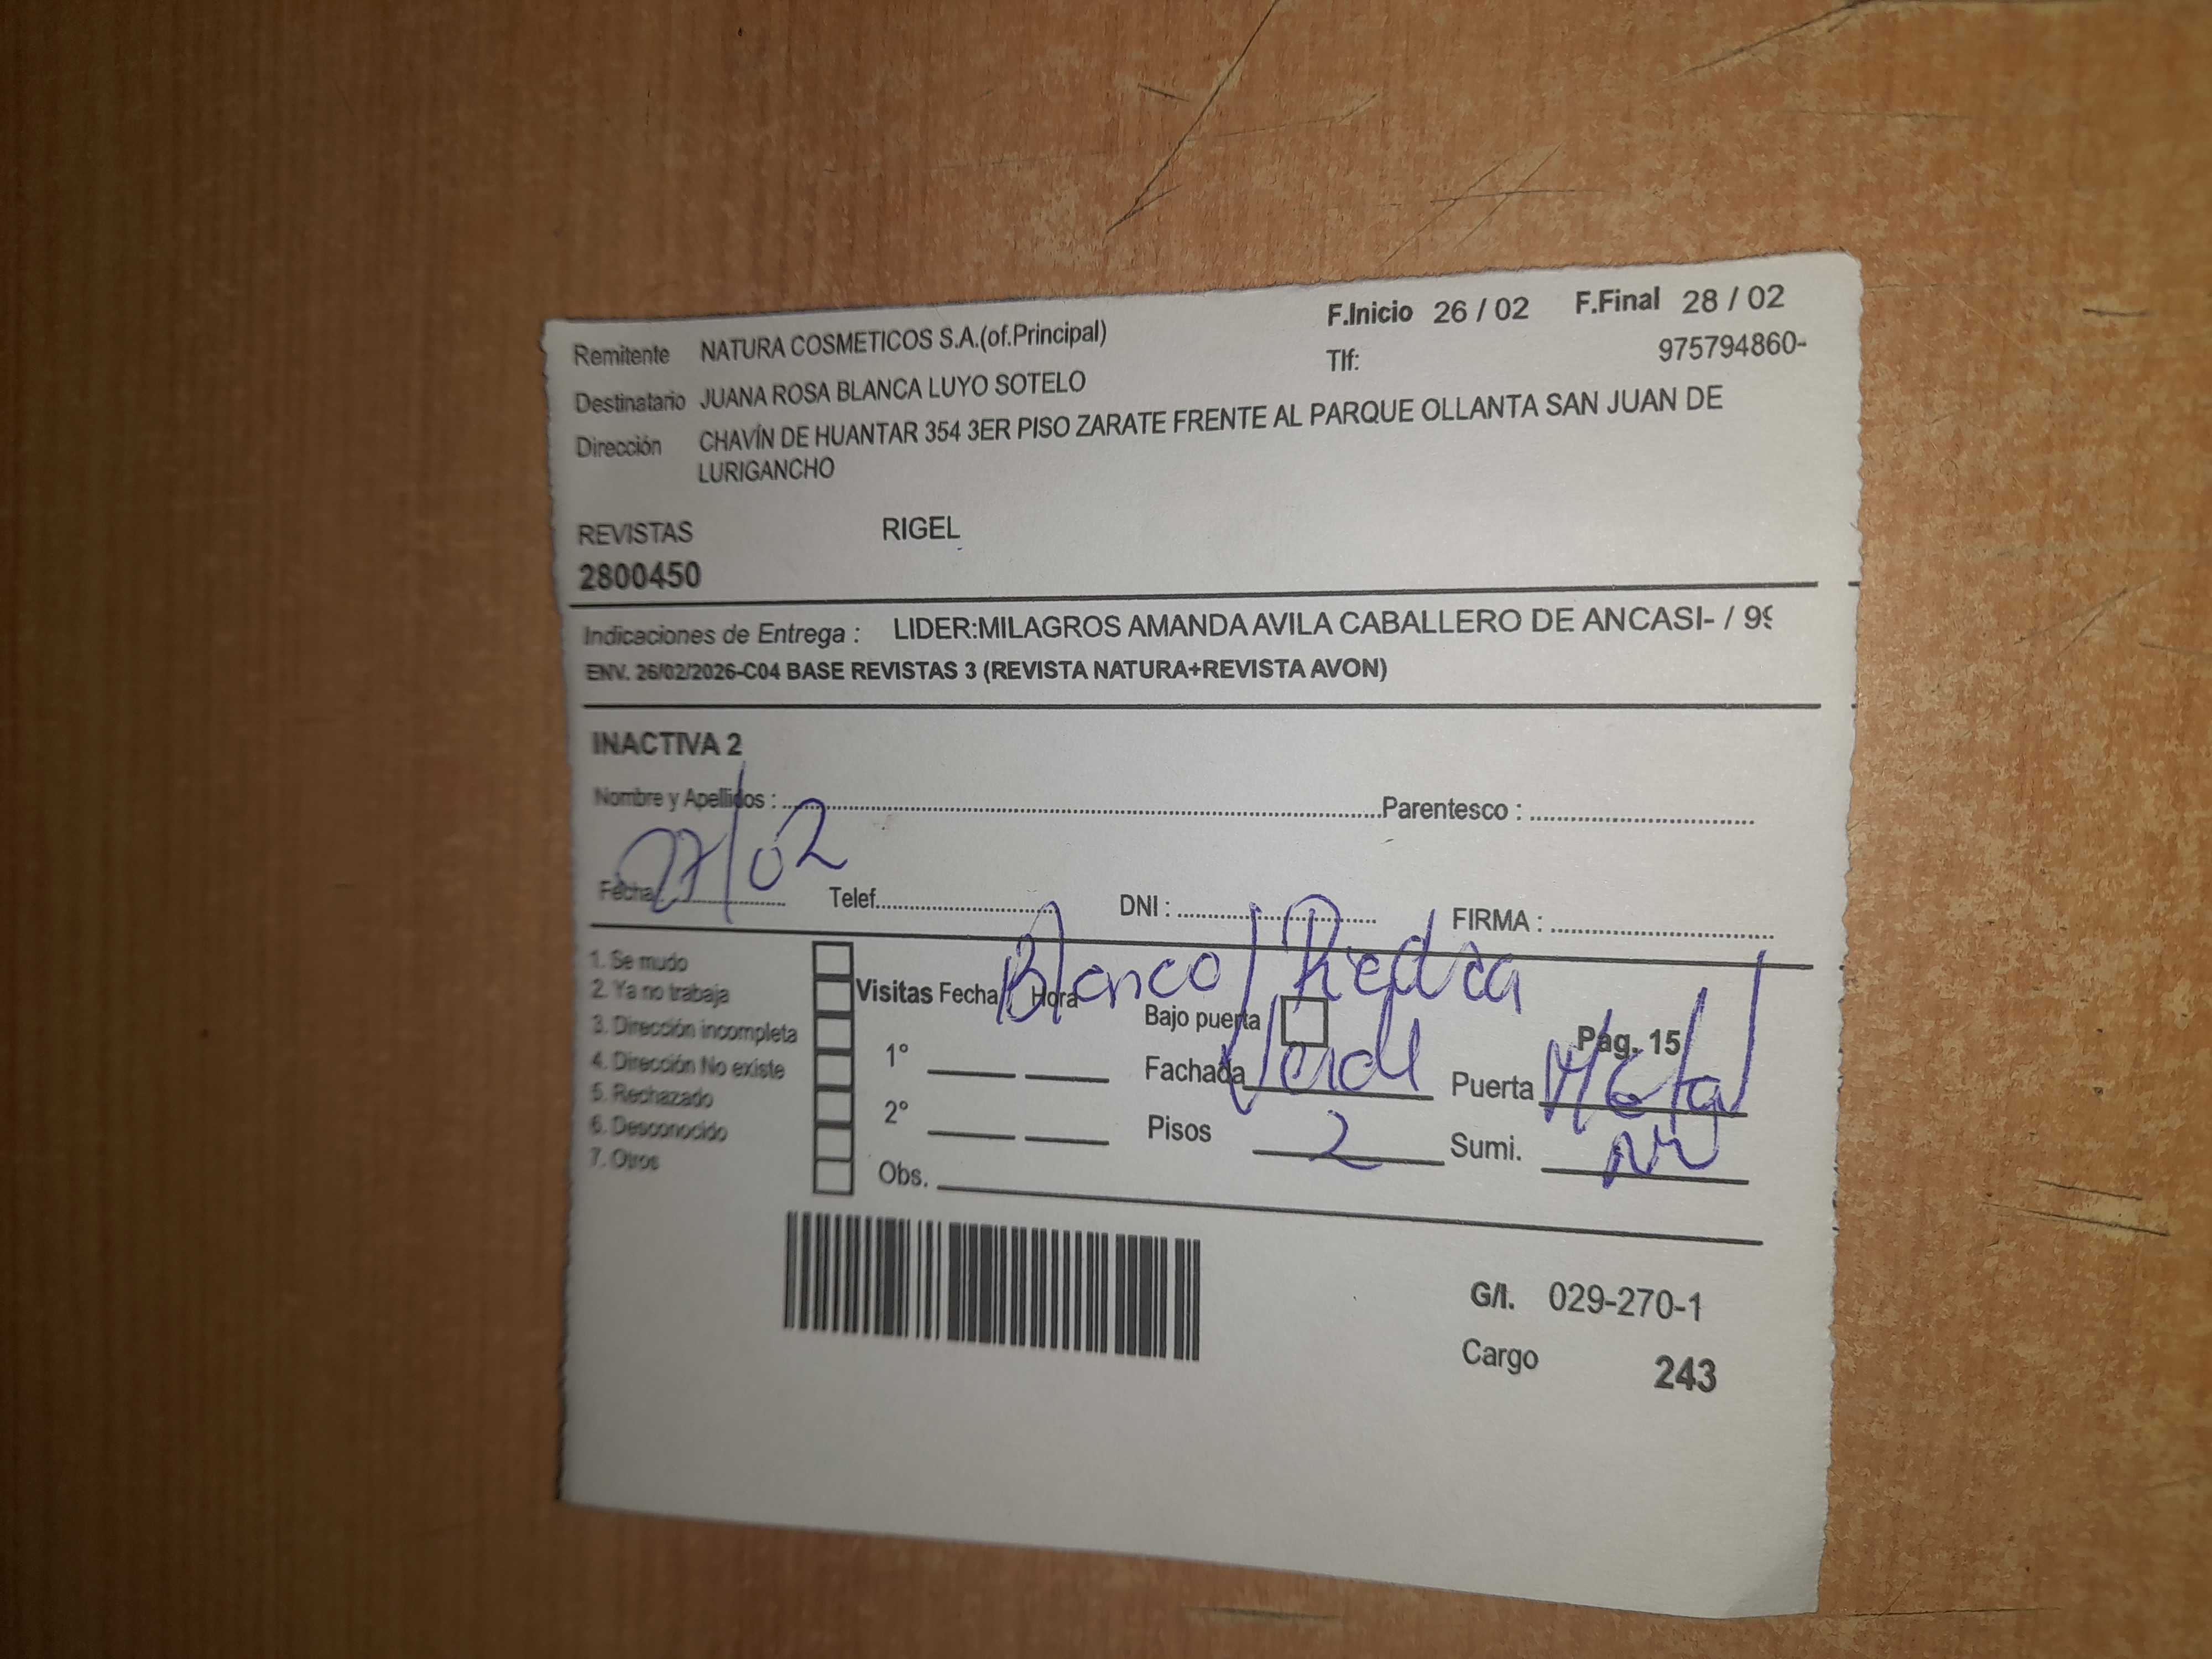 F.Inicio 26 / 02 F.Final 28 / 02
Remitente NATURA COSMETICOS S.A.(of.Principal) Tlf: 975794860-
Destinatario JUANA ROSA BLANCA LUYO SOTELO
Dirección CHAVÍN DE HUANTAR 354 3ER PISO ZARATE FRENTE AL PARQUE OLLANTA SAN JUAN DE
LURIGANCHO
REVISTAS RIGEL
2800450
Indicaciones de Entrega : LIDER:MILAGROS AMANDA AVILA CABALLERO DE ANCASI- / 99
ENV. 26/02/2026-C04 BASE REVISTAS 3 (REVISTA NATURA+REVISTA AVON)
INACTIVA 2
Nombre y Apellidos : Parentesco :
Fecha 27/02 Telef. DNI : FIRMA :
Blanco/Piedra
1. Se mudo
2. Ya no trabaja
3. Dirección incompleta
4. Dirección No existe
5. Rechazado
6. Desconocido
7. Otros
Visitas Fecha Hora
1°
2°
Obs.
Bajo puerta Pág. 15
Fachada Verde Puerta Metal
Pisos 2 Sumi.
G/I. 029-270-1
Cargo 243